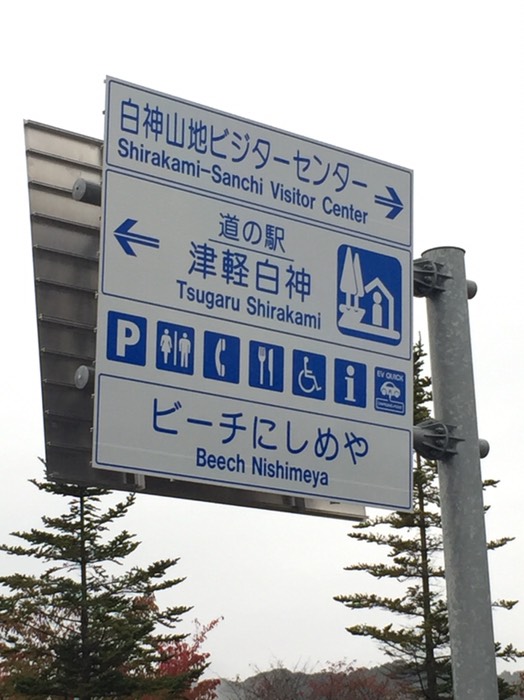 白神山地ビジターセンター
Shirakami-Sanchi Visitor Center
道の駅
津軽白神
Tsugaru Shirakami
P
i
EV QUICK
ビーチにしめや
Beech Nishimeya